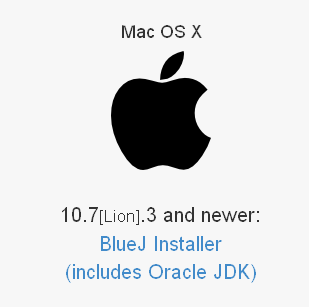 Mac OS X
10.7[Lion].3 and newer:
BlueJ Installer
(includes Oracle JDK)